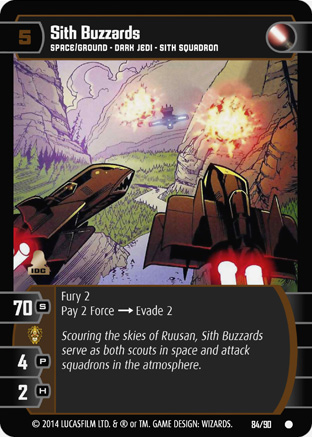 5
Sith Buzzards
SPACE/GROUND - DARK JEDI - SITH SQUADRON
IDC
70 S
Fury 2
Pay 2 Force → Evade 2
4 P
2 H
Scouring the skies of Ruusan, Sith Buzzards
serve as both scouts in space and attack
squadrons in the atmosphere.
© 2014 LUCASFILM LTD. & ® or TM. GAME DESIGN: WIZARDS.
84/90